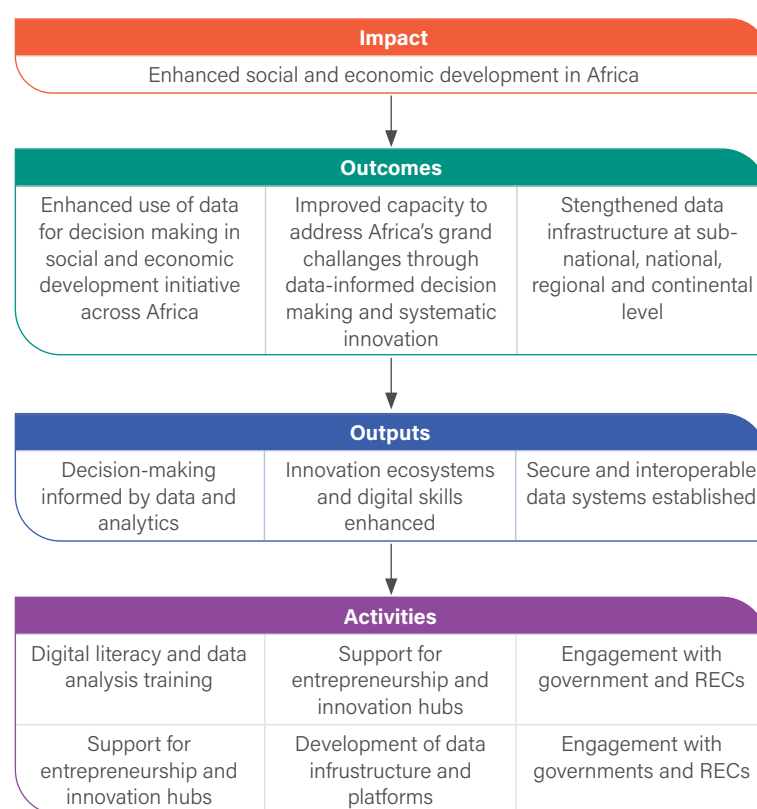 Impact
Enhanced social and economic development in Africa
Outcomes
Enhanced use of data
for decision making in
social and economic
development initiative
across Africa
Improved capacity to
address Africa's grand
challanges through
data-informed decision
making and systematic
innovation
Stengthened data
infrastructure at sub-
national, national,
regional and continental
level
Outputs
Decision-making
informed by data and
analytics
Innovation ecosystems
and digital skills
enhanced
Secure and interoperable
data systems established
Activities
Digital literacy and data
analysis training
Support for
entrepreneurship and
innovation hubs
Engagement with
government and RECs
Support for
entrepreneurship and
innovation hubs
Development of data
infrustructure and
platforms
Engagement with
governments and RECs